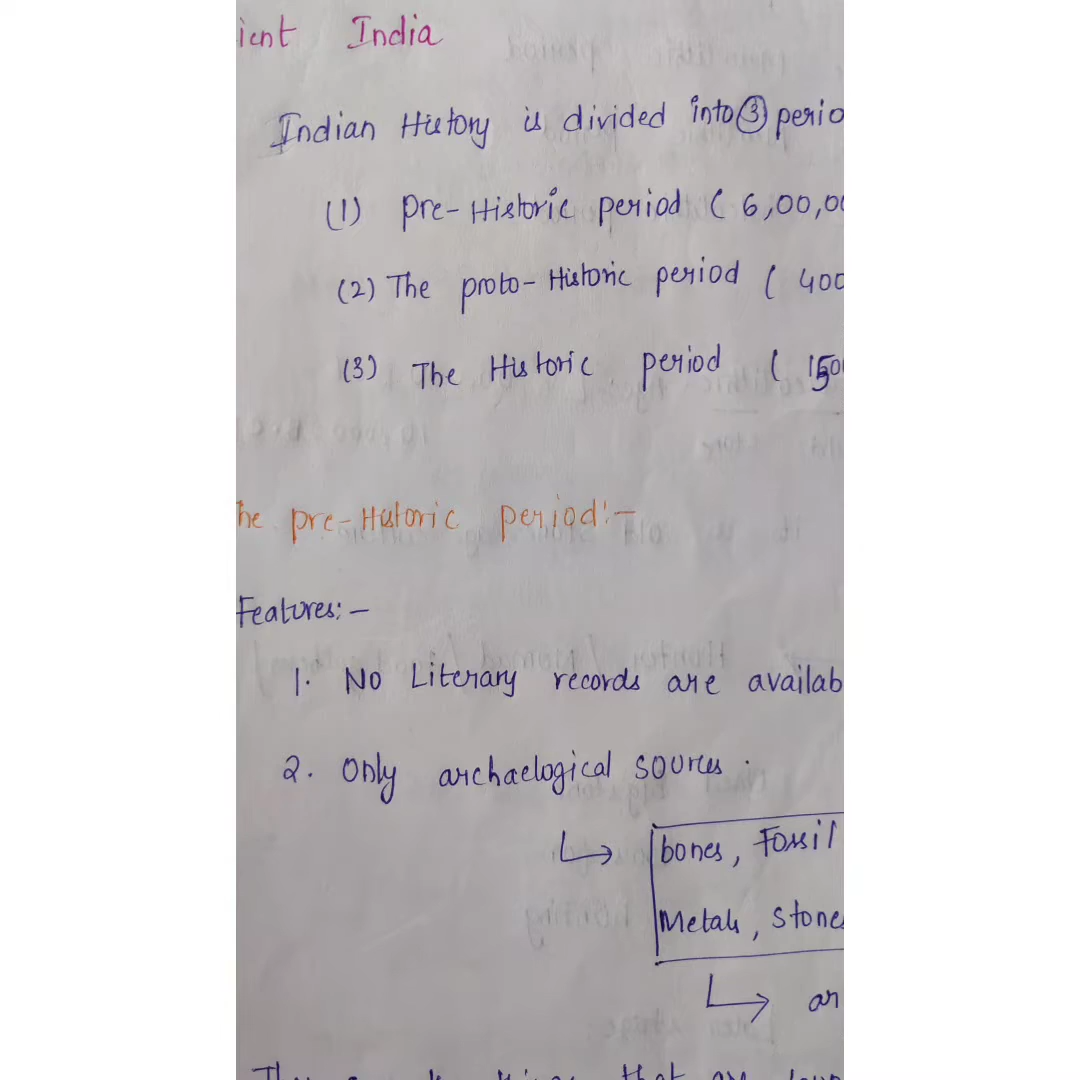 ient India
Indian History is divided into 3 perio
(1) Pre-Historic period ( 6,00,00
(2) The proto-Historic period ( 400
(3) The Historic period ( 1500
he pre-Historic period:-
Features:-
1. No Literary records are availab
2. Only archaelogical sources.
↳ bones, Fossil
Metals, Stones
↳ ar